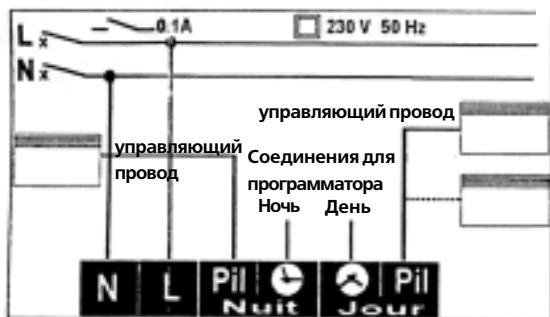 L 0.1A 230 V 50 Hz
N
управляющий провод
управляющий
провод
Соединения для
программатора
Ночь День
N L Pil Pil
Nuit Jour